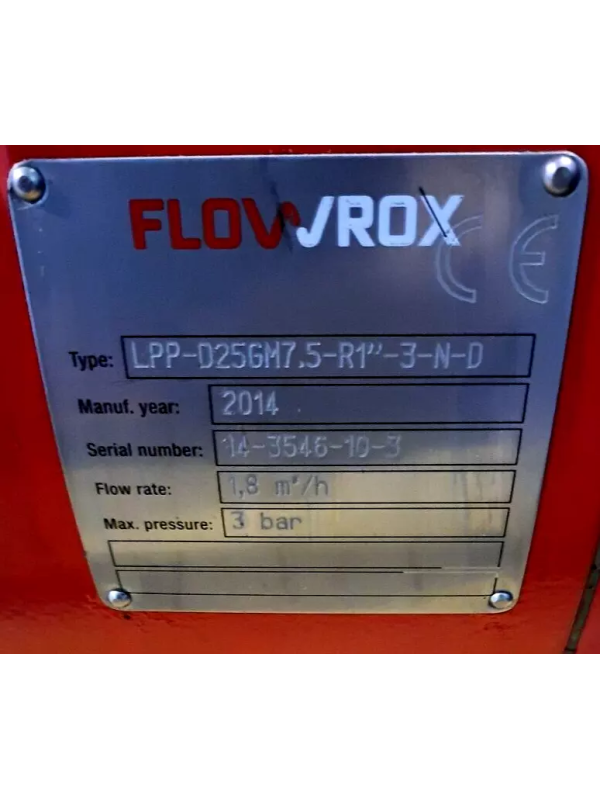 FLOWROX
CE
Type: LPP-D25GM7.5-R1"-3-N-D
Manuf. year: 2014
Serial number: 14-3546-10-3
Flow rate: 1,8 m³/h
Max. pressure: 3 bar